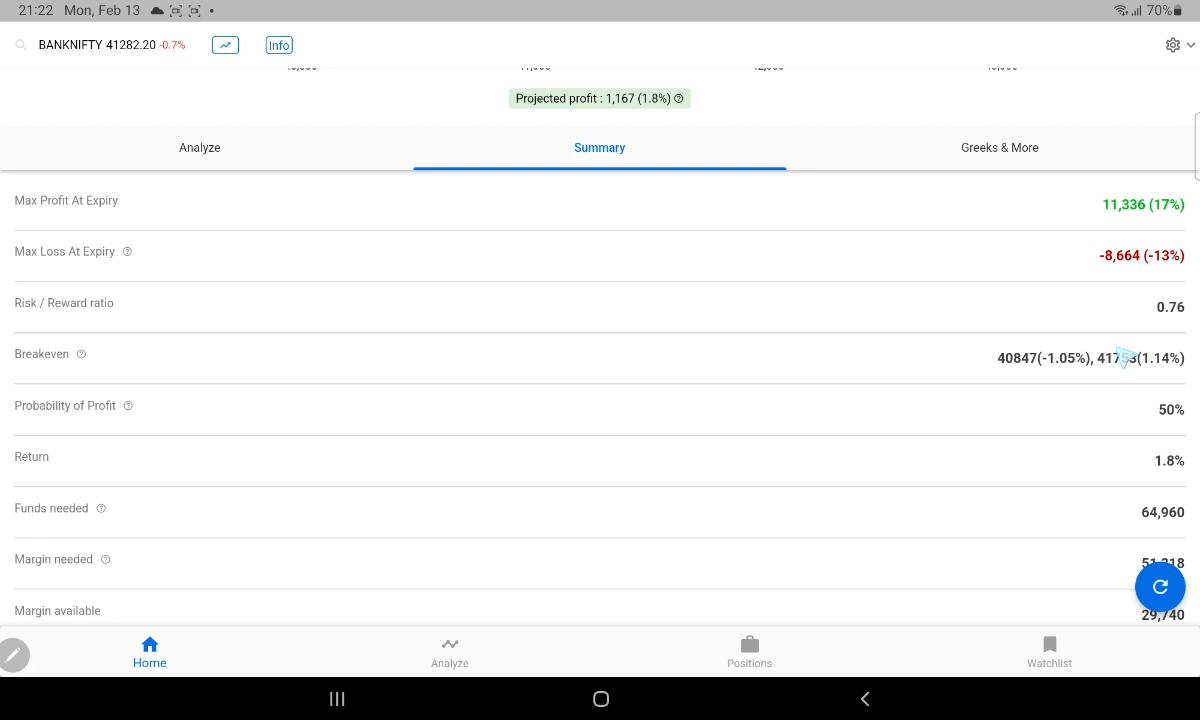 21:22 Mon, Feb 13
70%
BANKNIFTY 41282.20 -0.7%
Info
Projected profit : 1,167 (1.8%)
Analyze
Summary
Greeks & More
Max Profit At Expiry
11,336 (17%)
Max Loss At Expiry
-8,664 (-13%)
Risk / Reward ratio
0.76
Breakeven
40847(-1.05%), 41753(1.14%)
Probability of Profit
50%
Return
1.8%
Funds needed
64,960
Margin needed
Margin available
29,740
Home
Analyze
Positions
Watchlist